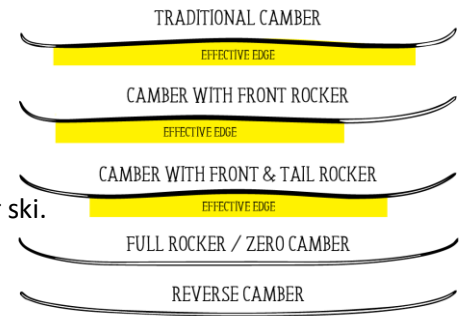 TRADITIONAL CAMBER
EFFECTIVE EDGE
CAMBER WITH FRONT ROCKER
EFFECTIVE EDGE
CAMBER WITH FRONT & TAIL ROCKER
EFFECTIVE EDGE
ski.
FULL ROCKER / ZERO CAMBER
REVERSE CAMBER